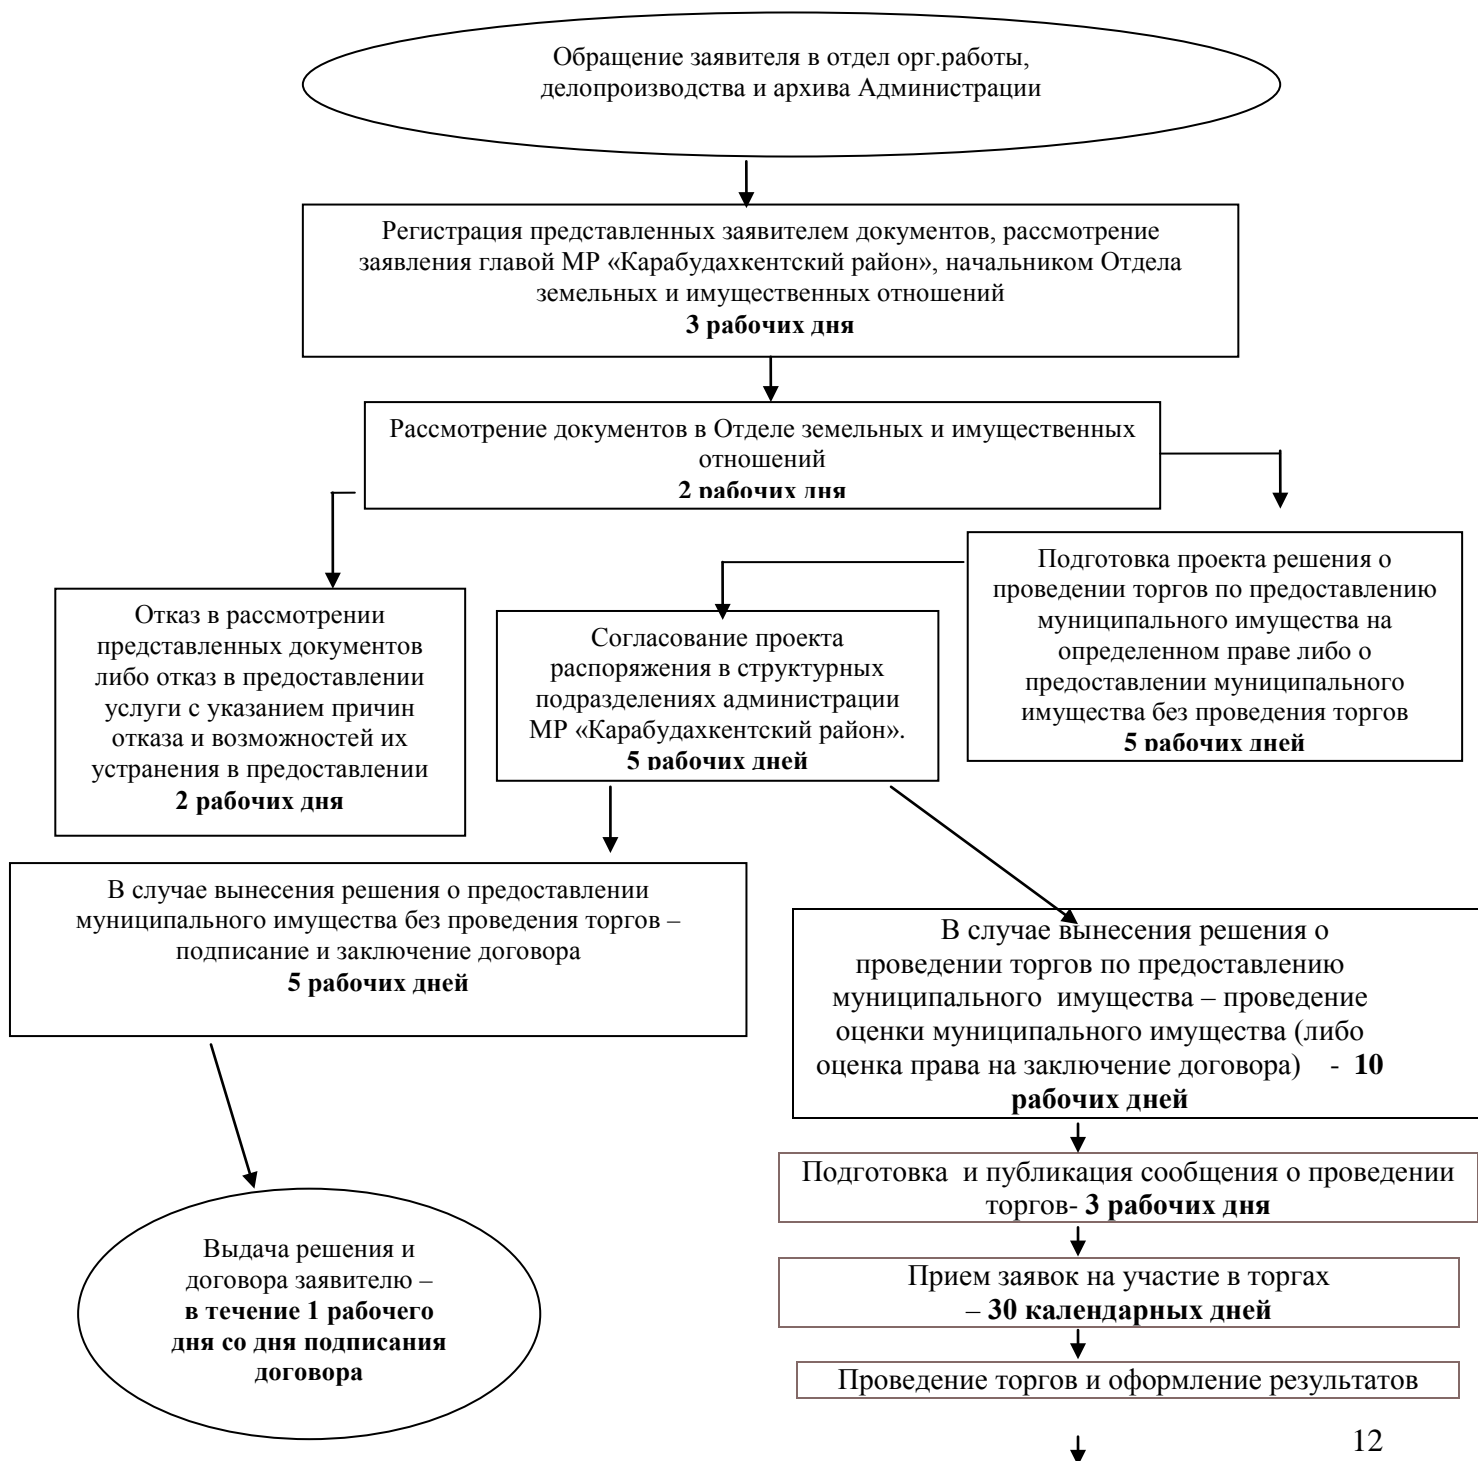 Обращение заявителя в отдел орг.работы,
делопроизводства и архива Администрации
Регистрация представленных заявителем документов, рассмотрение
заявления главой МР «Карабудахкентский район», начальником Отдела
земельных и имущественных отношений
3 рабочих дня
Рассмотрение документов в Отделе земельных и имущественных
отношений
2 рабочих дня
Подготовка проекта решения о
проведении торгов по предоставлению
муниципального имущества на
определенном праве либо о
предоставлении муниципального
имущества без проведения торгов
5 рабочих дней
Отказ в рассмотрении
представленных документов
либо отказ в предоставлении
услуги с указанием причин
отказа и возможностей их
устранения в предоставлении
2 рабочих дня
Согласование проекта
распоряжения в структурных
подразделениях администрации
МР «Карабудахкентский район».
5 рабочих дней
В случае вынесения решения о предоставлении
муниципального имущества без проведения торгов –
подписание и заключение договора
5 рабочих дней
В случае вынесения решения о
проведении торгов по предоставлению
муниципального имущества – проведение
оценки муниципального имущества (либо
оценка права на заключение договора) - 10
рабочих дней
Подготовка и публикация сообщения о проведении
торгов- 3 рабочих дня
Выдача решения и
договора заявителю –
в течение 1 рабочего
дня со дня подписания
договора
Прием заявок на участие в торгах
– 30 календарных дней
Проведение торгов и оформление результатов
12